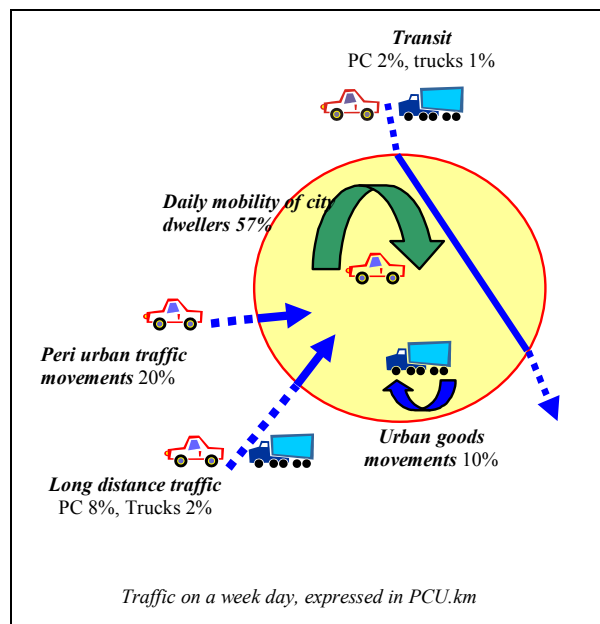 Transit
PC 2%, trucks 1%
Daily mobility of city
dwellers 57%
Peri urban traffic
movements 20%
Urban goods
movements 10%
Long distance traffic
PC 8%, Trucks 2%
Traffic on a week day, expressed in PCU.km